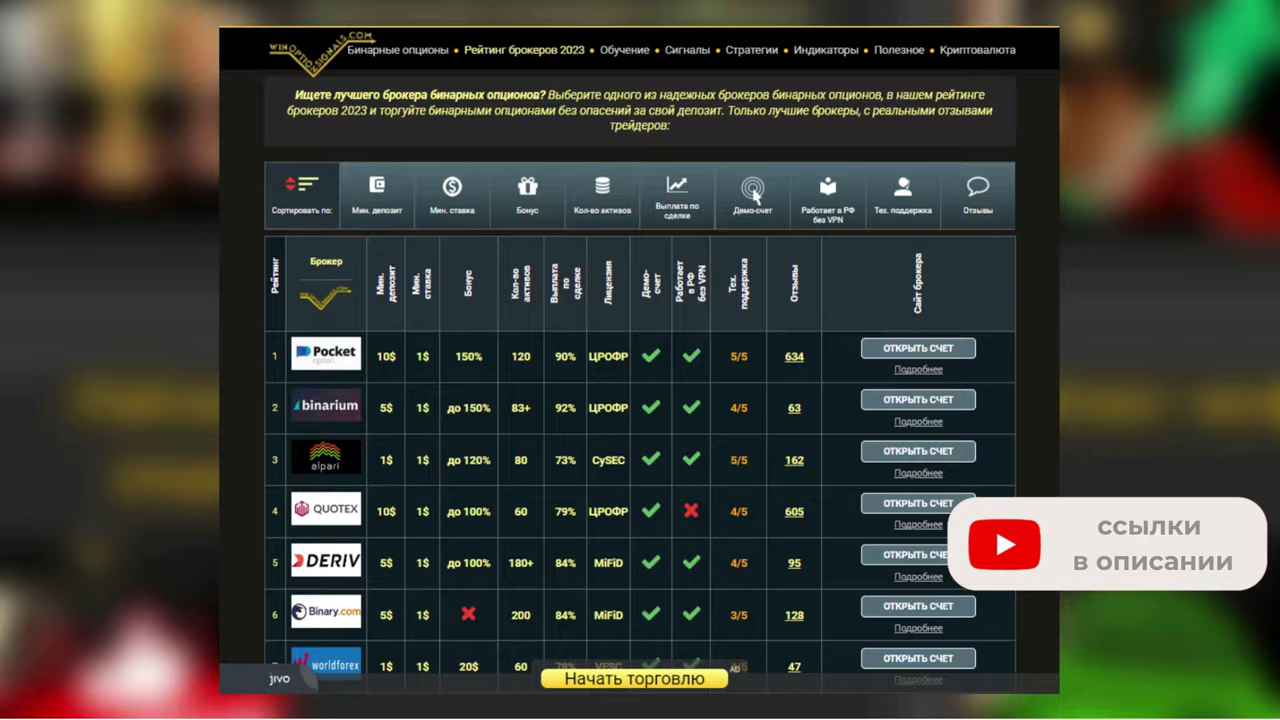 WINOPTIONSIGNALS.COM
Бинарные опционы • Рейтинг брокеров 2023 • Обучение • Сигналы • Стратегии • Индикаторы • Полезное • Криптовалюта
Ищете лучшего брокера бинарных опционов? Выберите одного из надежных брокеров бинарных опционов, в нашем рейтинге
брокеров 2023 и торгуйте бинарными опционами без опасений за свой депозит. Только лучшие брокеры, с реальными отзывами
трейдеров:
Сортировать по: Мин. депозит Мин. ставка Бонус Кол-во активов Выплата по сделке Демо-счет Работает в РФ без VPN Тех. поддержка Отзывы
Рейтинг Брокер Мин. депозит Мин. ставка Бонус Кол-во активов Выплата по сделке Лицензия Демо-счет Работает в РФ без VPN Тех. поддержка Отзывы Сайт брокера
1 Pocket option 10$ 1$ 150% 120 90% ЦРОФР 5/5 634 ОТКРЫТЬ СЧЕТ
Подробнее
2 binarium 5$ 1$ до 150% 83+ 92% ЦРОФР 4/5 63 ОТКРЫТЬ СЧЕТ
Подробнее
3 alpari 1$ 1$ до 120% 80 73% CySEC 5/5 162 ОТКРЫТЬ СЧЕТ
Подробнее
4 QUOTEX 10$ 1$ до 100% 60 79% ЦРОФР 4/5 605 ОТКРЫТЬ СЧЕТ
Подробнее
5 DERIV 5$ 1$ до 100% 180+ 84% MiFiD 4/5 95 ОТКРЫТЬ СЧЕ
Подробнее
6 Binary.com 5$ 1$ 200 84% MiFiD 3/5 128 ОТКРЫТЬ СЧЕТ
Подробнее
worldforex 1$ 1$ 20$ 60 78% VFSC 47 ОТКРЫТЬ СЧЕТ
Подробнее
ссылки
в описании
jivo
Начать торговлю
AD